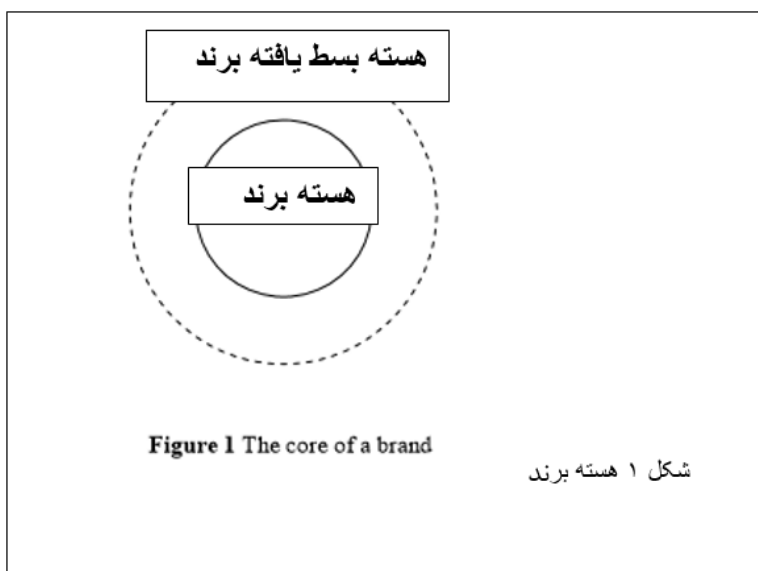 هسته بسط یافته برند
هسته برند
Figure 1 The core of a brand
شکل ۱ هسته برند